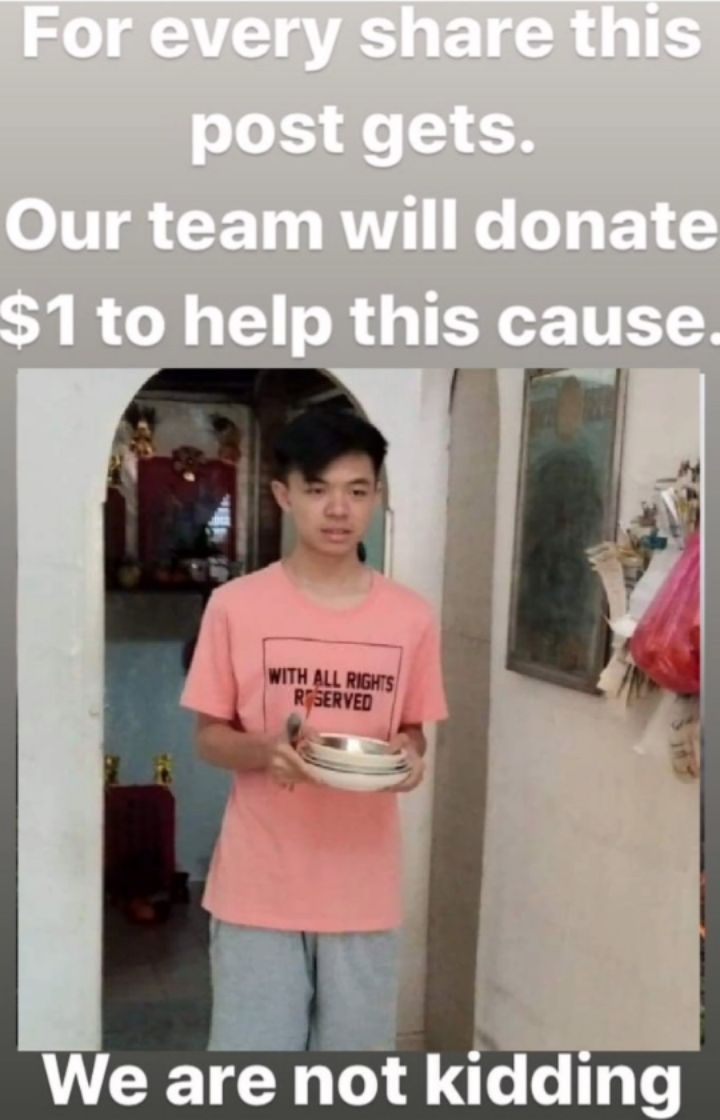 For every share this
post gets.
Our team will donate
$1 to help this cause.
WITH ALL RIGHTS
RESERVED
We are not kidding